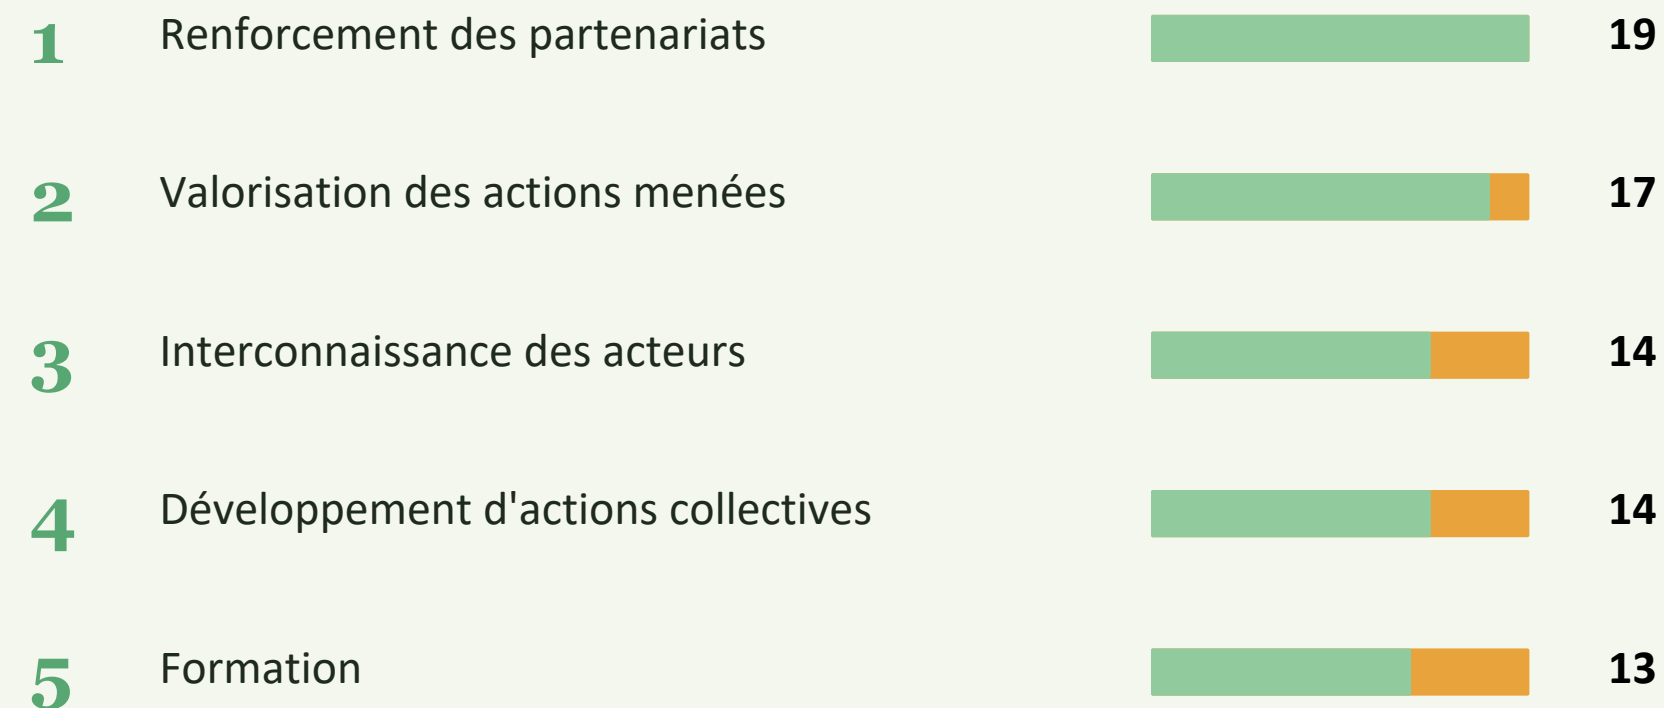 1 Renforcement des partenariats 19
2 Valorisation des actions menées 17
3 Interconnaissance des acteurs 14
4 Développement d'actions collectives 14
5 Formation 13